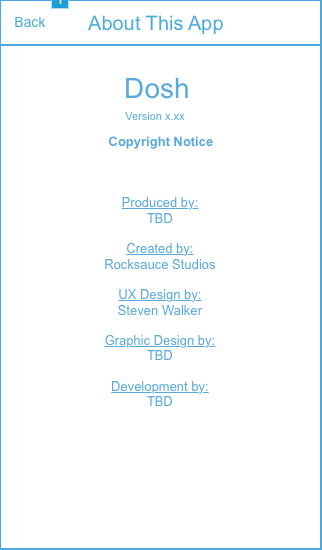 Back
About This App
Dosh
Version x.xx
Copyright Notice
Produced by:
TBD
Created by:
Rocksauce Studios
UX Design by:
Steven Walker
Graphic Design by:
TBD
Development by:
TBD